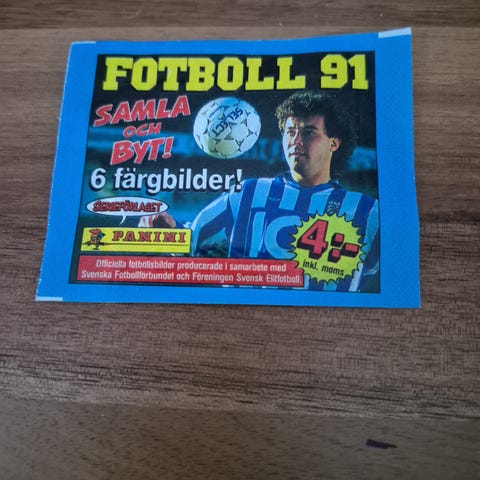 FOTBOLL 91
SAMLA
OCH
BYT!
SELECT
6 färgbilder!
SERIEFÖRLAGET
PANINI
4:-
inkl. moms
Officiella fotbollsbilder producerade i samarbete med
Svenska Fotbollförbundet och Föreningen Svensk Elitfotboll.